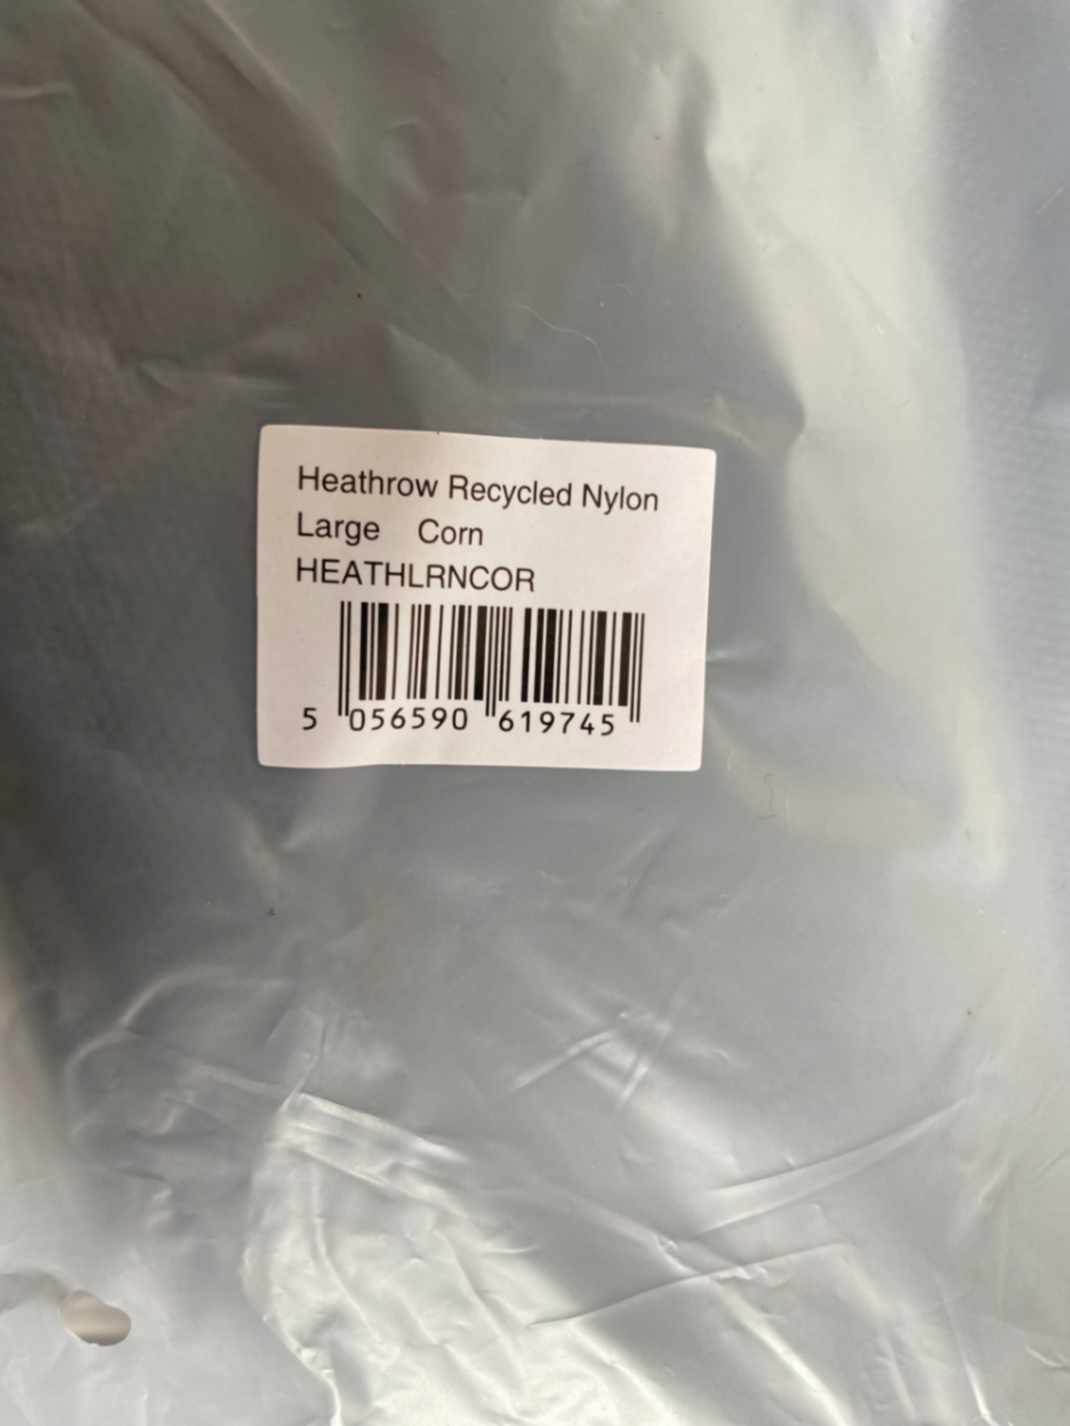 Heathrow Recycled Nylon
Large Corn
HEATHLRNCOR
5 056590 619745